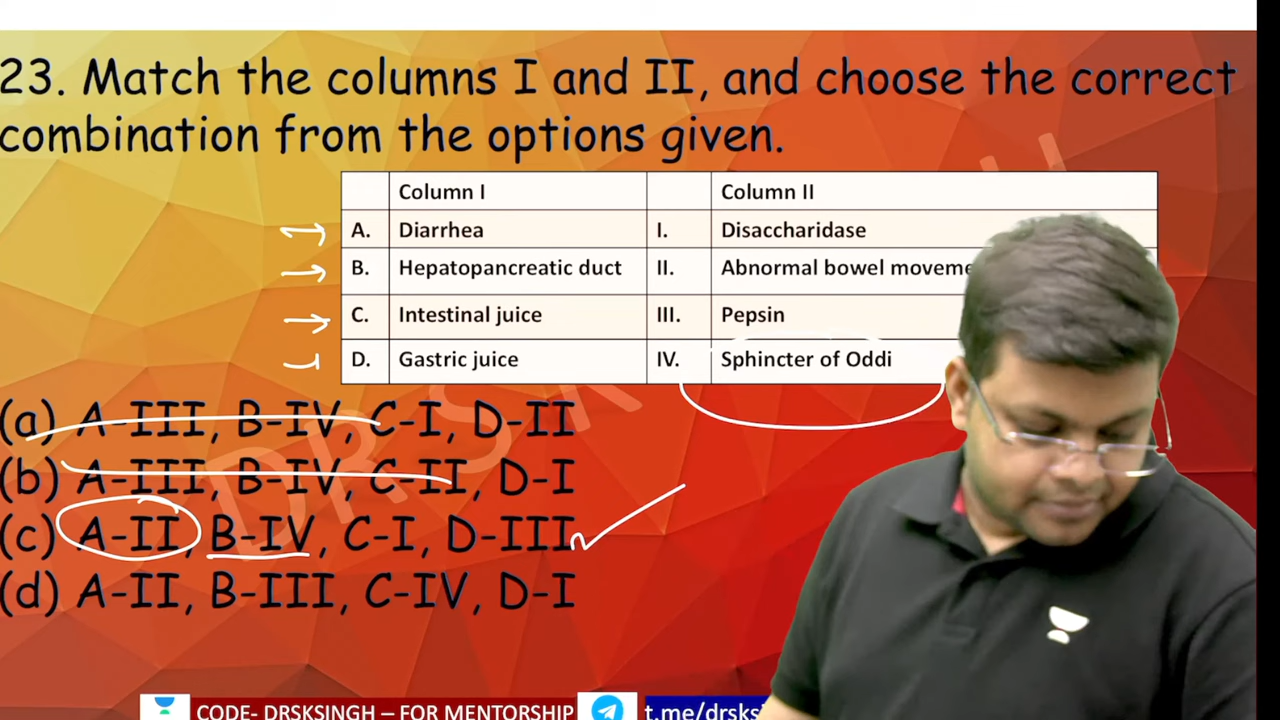 23. Match the columns I and II, and choose the correct
combination from the options given.
Column I Column II
A. Diarrhea I. Disaccharidase
B. Hepatopancreatic duct II. Abnormal bowel
C. Intestinal juice III. Pepsin
D. Gastric juice IV. Sphincter of Oddi
(a) A-III, B-IV, C-I, D-II
(b) A-III, B-IV, C-II, D-I
(c) A-II, B-IV, C-I, D-III
(d) A-II, B-III, C-IV, D-I
CODE- DRSKSINGH – FOR MENTORSHIP t.me/drsks